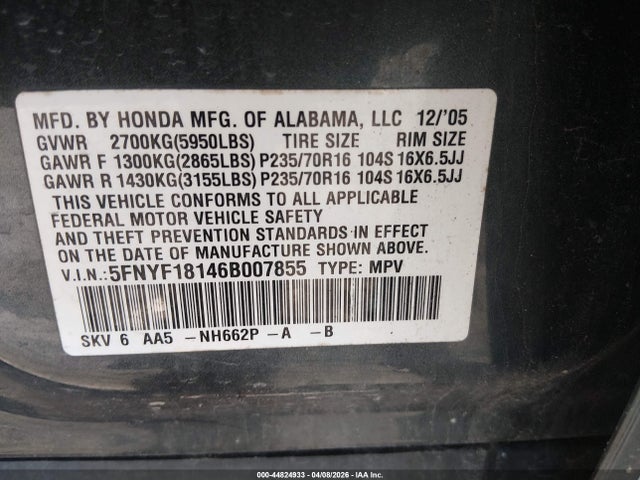 MFD. BY HONDA MFG. OF ALABAMA, LLC 12/'05
GVWR 2700KG(5950LBS) TIRE SIZE RIM SIZE
GAWR F 1300KG(2865LBS) P235/70R16 104S 16X6.5JJ
GAWR R 1430KG(3155LBS) P235/70R16 104S 16X6.5JJ
THIS VEHICLE CONFORMS TO ALL APPLICABLE
FEDERAL MOTOR VEHICLE SAFETY
AND THEFT PREVENTION STANDARDS IN EFFECT
ON THE DATE OF MANUFACTURE SHOWN ABOVE.
V.I.N.: 5FNYF18146B007855 TYPE: MPV
SKV 6 AA5 -NH662P -A -B
000-44824933 - 04/08/2026 - IAA Inc.